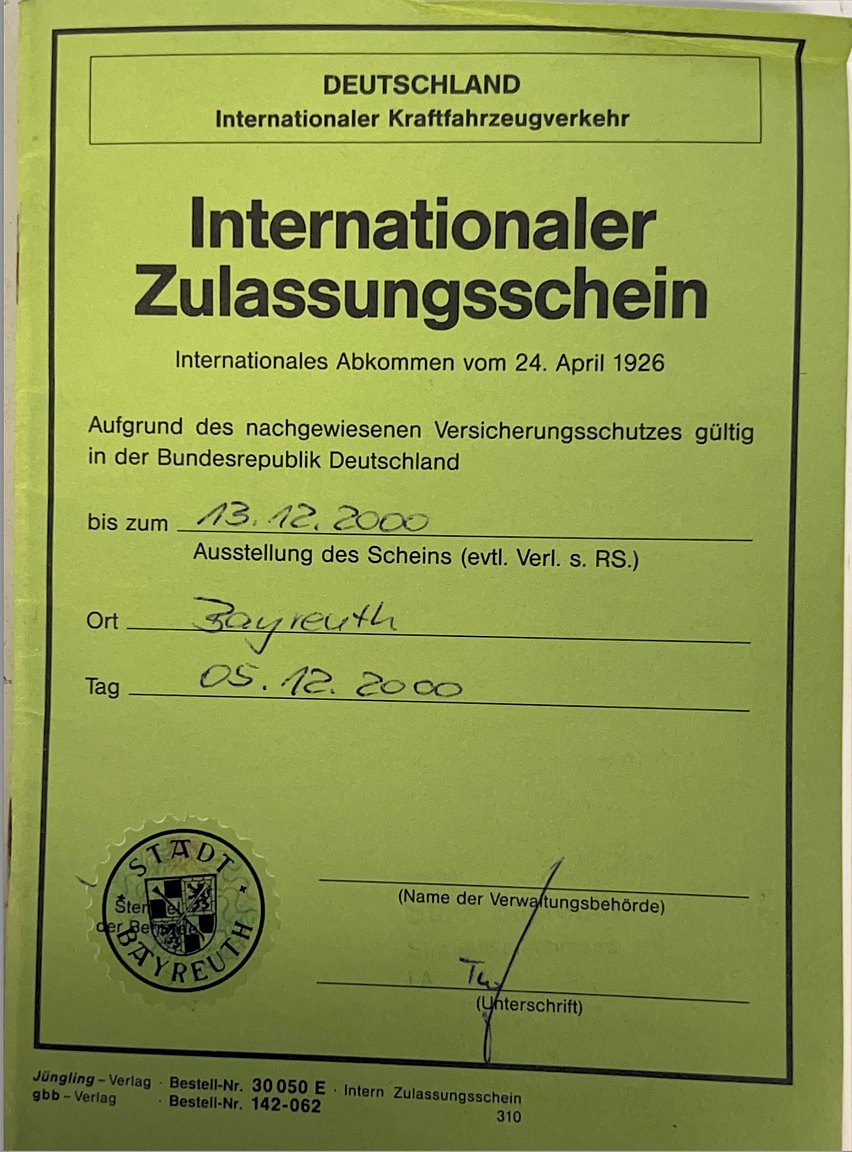 DEUTSCHLAND
Internationaler Kraftfahrzeugverkehr
Internationaler
Zulassungsschein
Internationales Abkommen vom 24. April 1926
Aufgrund des nachgewiesenen Versicherungsschutzes gültig
in der Bundesrepublik Deutschland
bis zum 13.12.2000
Ausstellung des Scheins (evtl. Verl. s. RS.)
Ort Bayreuth
Tag 05.12.2000
STADT
BAYREUTH
der
(Name der Verwaltungsbehörde)
i.A.
(Unterschrift)
Jüngling – Verlag · Bestell-Nr. 30 050 E · Intern Zulassungsschein
gbb – Verlag · Bestell-Nr. 142-062
310